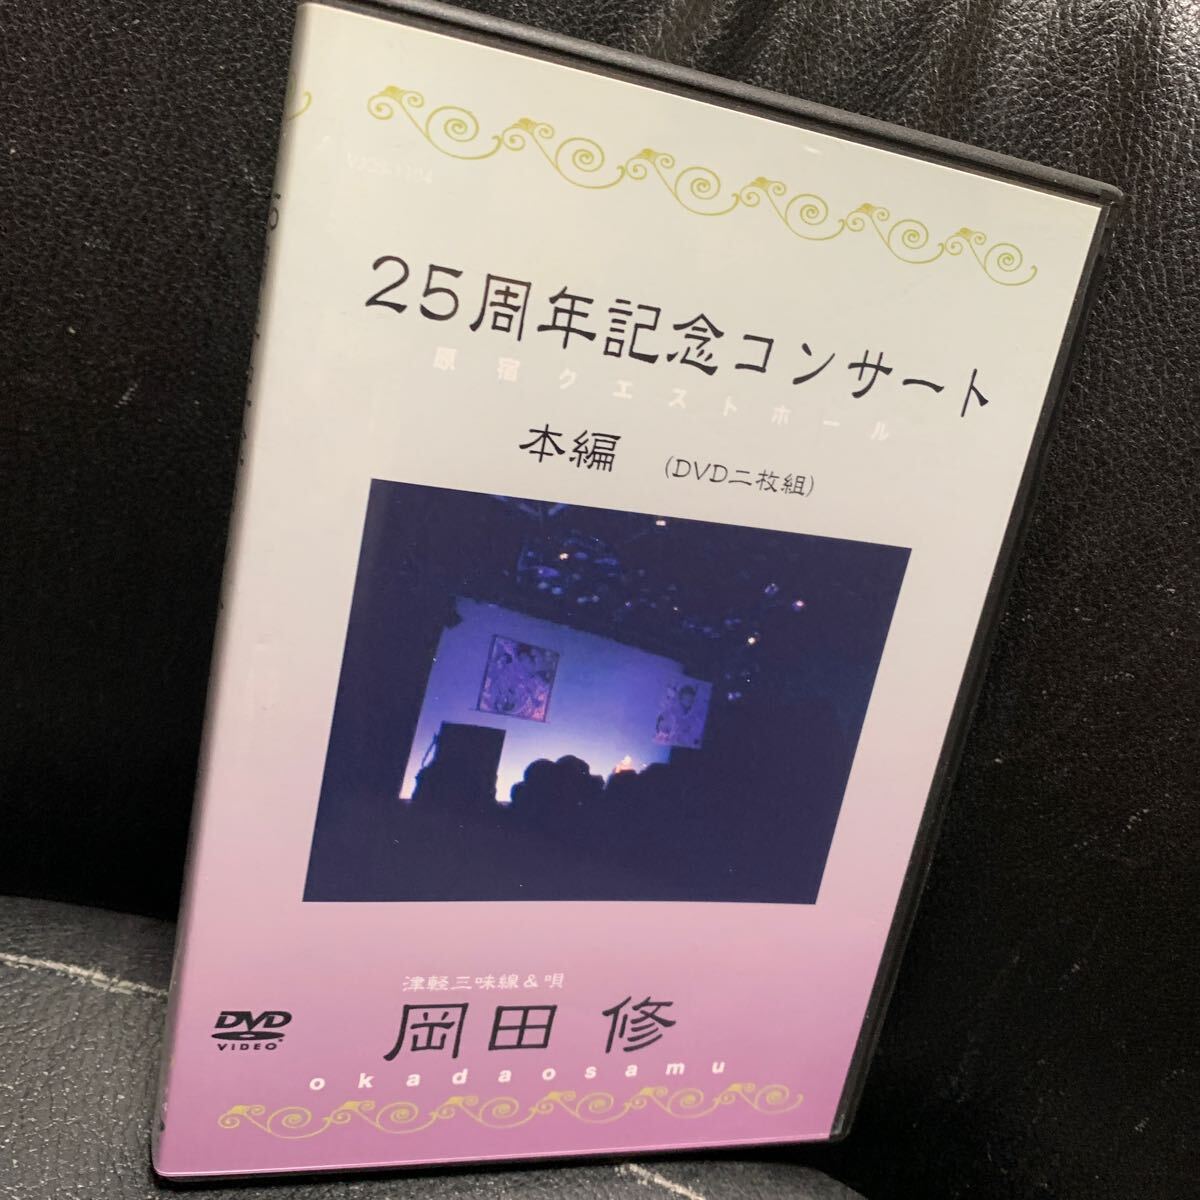 25周年記念コンサート
原宿クエストホール
本編 (DVD二枚組)
津軽三味線&唄
岡田 修
okadaosamu
DVD
VIDEO